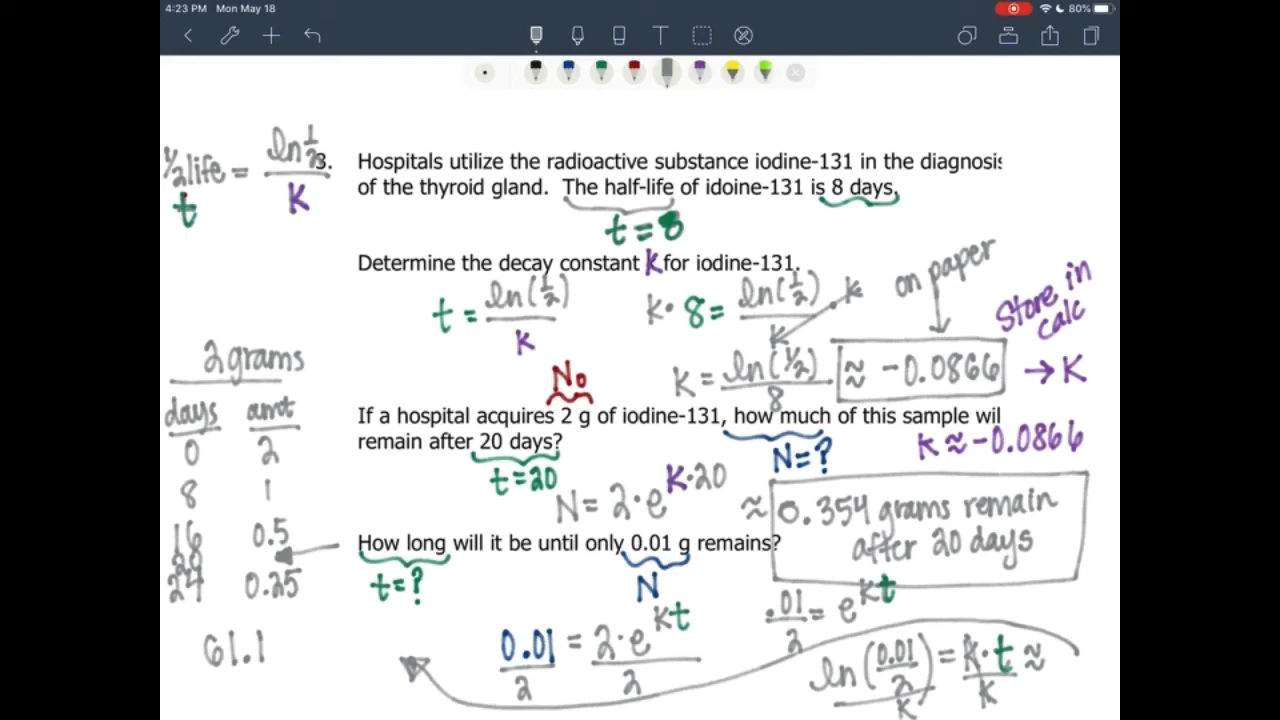 4:23 PM Mon May 18
80%
1/2 life = ln 1/2 / K
t
3. Hospitals utilize the radioactive substance iodine-131 in the diagnosis
of the thyroid gland. The half-life of idoine-131 is 8 days.
t = 8
Determine the decay constant K for iodine-131.
t = ln(1/2) / K
K · 8 = ln(1/2) / K · K
on paper
Store in
calc
K = ln(1/2) / 8 ≈ -0.0866 → K
2 grams
days amt
0 2
8 1
16 0.5
20
24 0.25
61.1
No
If a hospital acquires 2 g of iodine-131, how much of this sample wil
remain after 20 days?
K ≈ -0.0866
t = 20
N = ?
N = 2 · e^K·20 ≈ 0.354 grams remain
after 20 days
How long will it be until only 0.01 g remains?
t = ?
N
0.01 / 2 = 2 · e^Kt / 2
.01 / 2 = e^Kt
ln(0.01 / 2) / K = K · t / K ≈